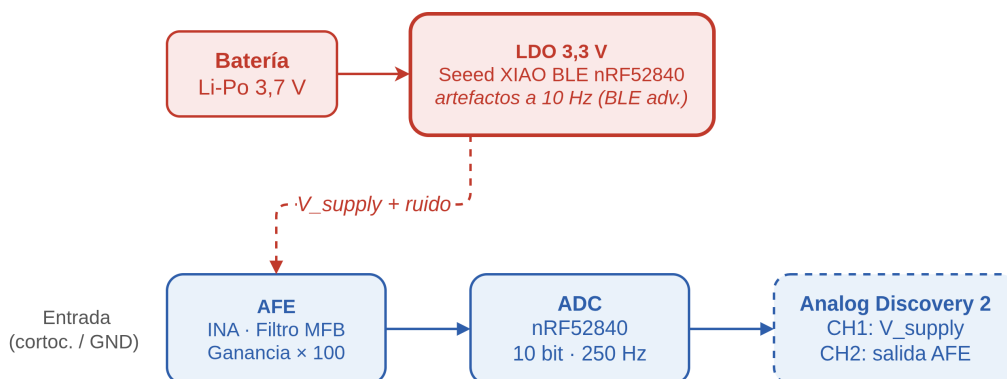 Batería
Li-Po 3,7 V
LDO 3,3 V
Seeed XIAO BLE nRF52840
artefactos a 10 Hz (BLE adv.)
V_supply + ruido
Entrada
(cortoc. / GND)
AFE
INA · Filtro MFB
Ganancia × 100
ADC
nRF52840
10 bit · 250 Hz
Analog Discovery 2
CH1: V_supply
CH2: salida AFE